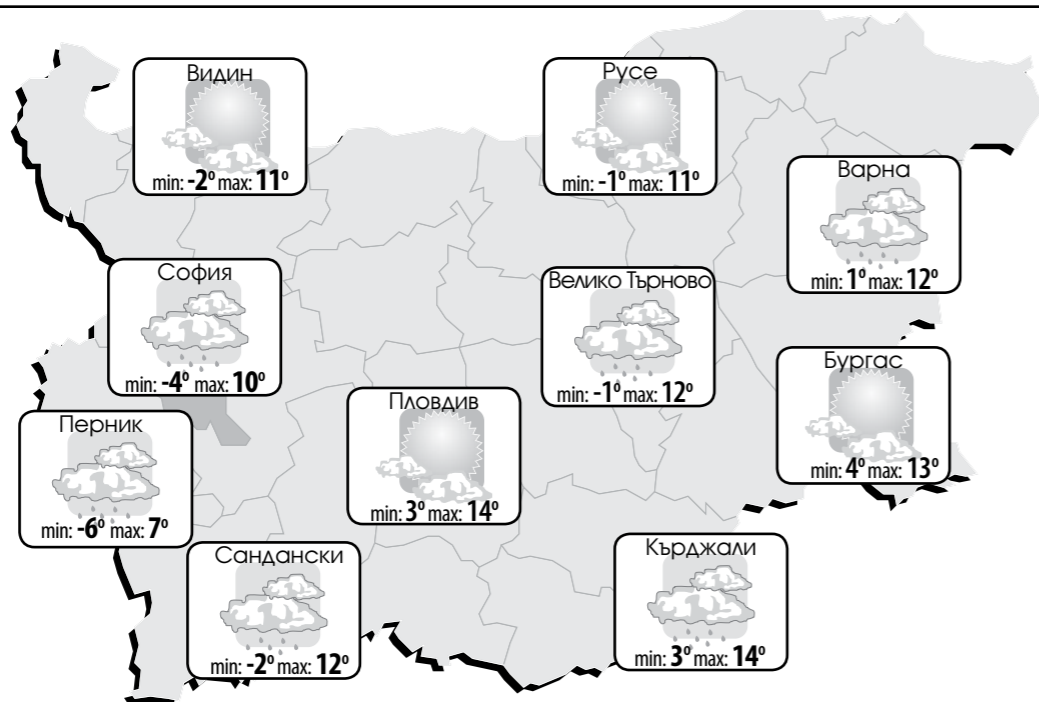 Видин
min: -2° max: 11°
Русе
min: -1° max: 11°
Варна
min: 1° max: 12°
София
min: -4° max: 10°
Велико Търново
min: -1° max: 12°
Бургас
min: 4° max: 13°
Пловдив
min: 3° max: 14°
Перник
min: -6° max: 7°
Сандански
min: -2° max: 12°
Кърджали
min: 3° max: 14°